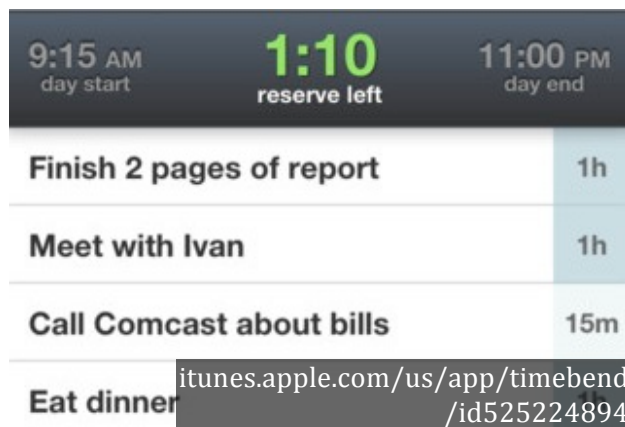 9:15 AM 1:10 11:00 PM
day start reserve left day end
Finish 2 pages of report 1h
Meet with Ivan 1h
Call Comcast about bills 15m
Eat dinner 1h
itunes.apple.com/us/app/timebend
/id525224894